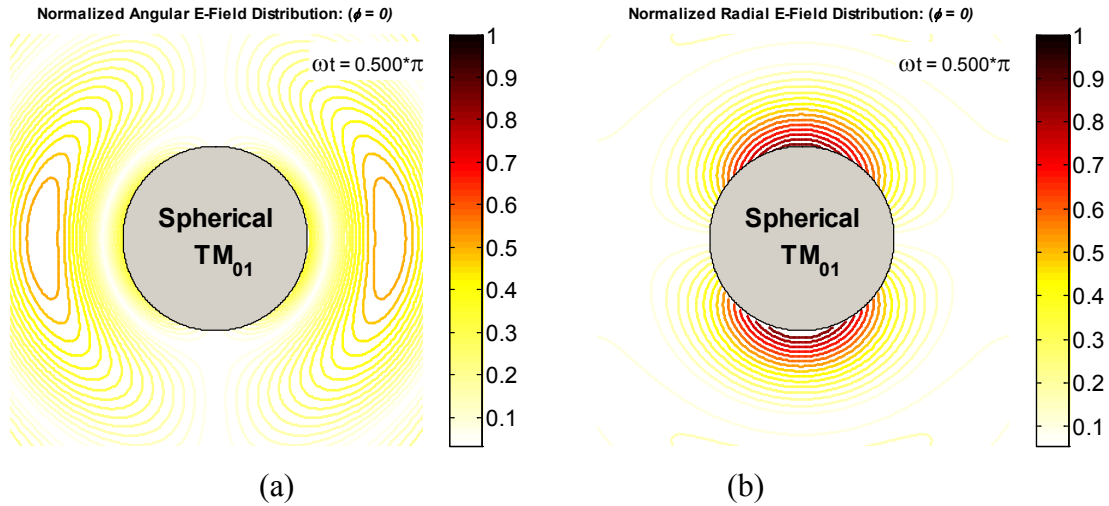 Normalized Angular E-Field Distribution: (ϕ = 0)
ωt = 0.500*π
Spherical
TM01
1
0.9
0.8
0.7
0.6
0.5
0.4
0.3
0.2
0.1
(a)
Normalized Radial E-Field Distribution: (ϕ = 0)
ωt = 0.500*π
Spherical
TM01
1
0.9
0.8
0.7
0.6
0.5
0.4
0.3
0.2
0.1
(b)